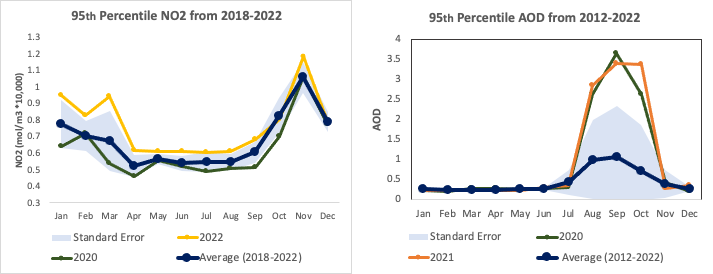 95th Percentile NO2 from 2018-2022
NO2 (mol/m3 *10,000)
1.3
1.2
1.1
1
0.9
0.8
0.7
0.6
0.5
0.4
0.3
Jan Feb Mar Apr May Jun Jul Aug Sep Oct Nov Dec
Standard Error 2022
2020 Average (2018-2022)
95th Percentile AOD from 2012-2022
AOD
4
3.5
3
2.5
2
1.5
1
0.5
0
Jan Feb Mar Apr May Jun Jul Aug Sep Oct Nov Dec
Standard Error 2020
2021 Average (2012-2022)